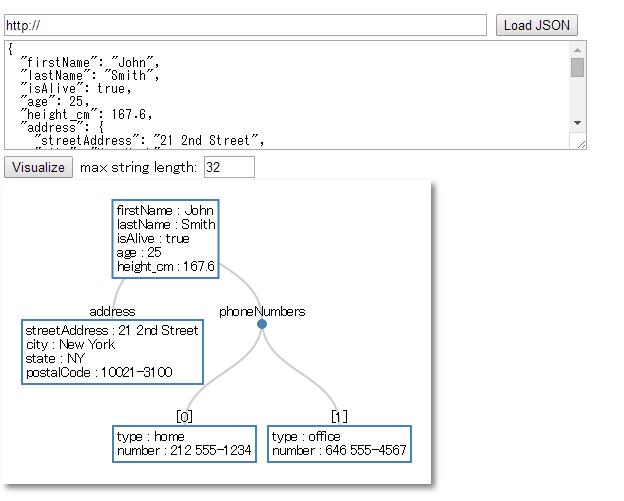 http://
Load JSON
{
"firstName": "John",
"lastName": "Smith",
"isAlive": true,
"age": 25,
"height_cm": 167.6,
"address": {
"streetAddress": "21 2nd Street",
Visualize
max string length:
32
firstName : John
lastName : Smith
isAlive : true
age : 25
height_cm : 167.6
address
phoneNumbers
streetAddress : 21 2nd Street
city : New York
state : NY
postalCode : 10021-3100
[0]
[1]
type : home
number : 212 555-1234
type : office
number : 646 555-4567